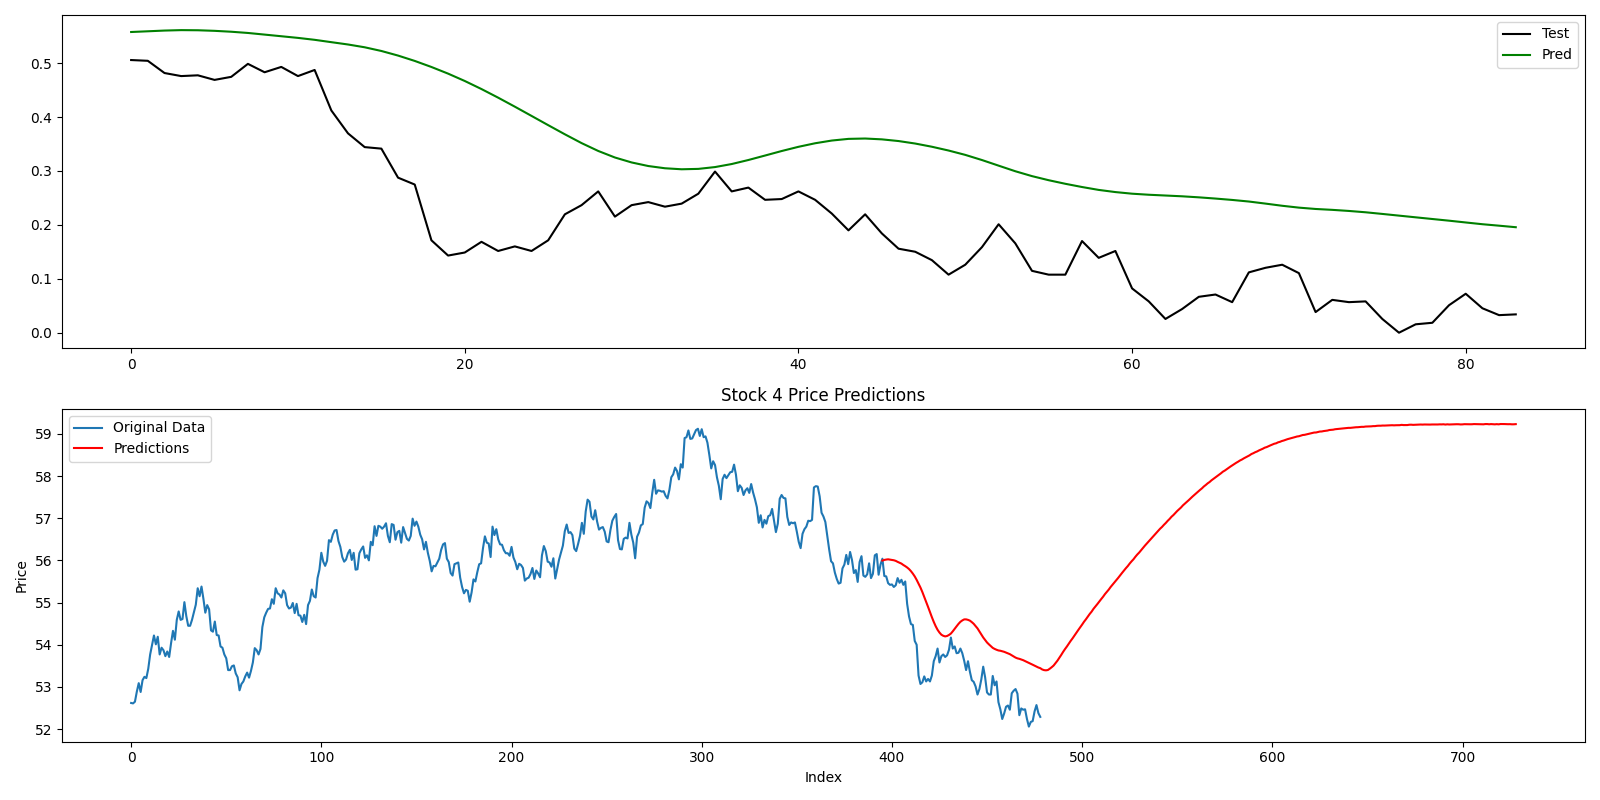 Test
Pred
0.5
0.4
0.3
0.2
0.1
0.0
0 20 40 60 80
Stock 4 Price Predictions
Original Data
Predictions
59
58
57
56
55
54
53
52
Price
0 100 200 300 400 500 600 700
Index